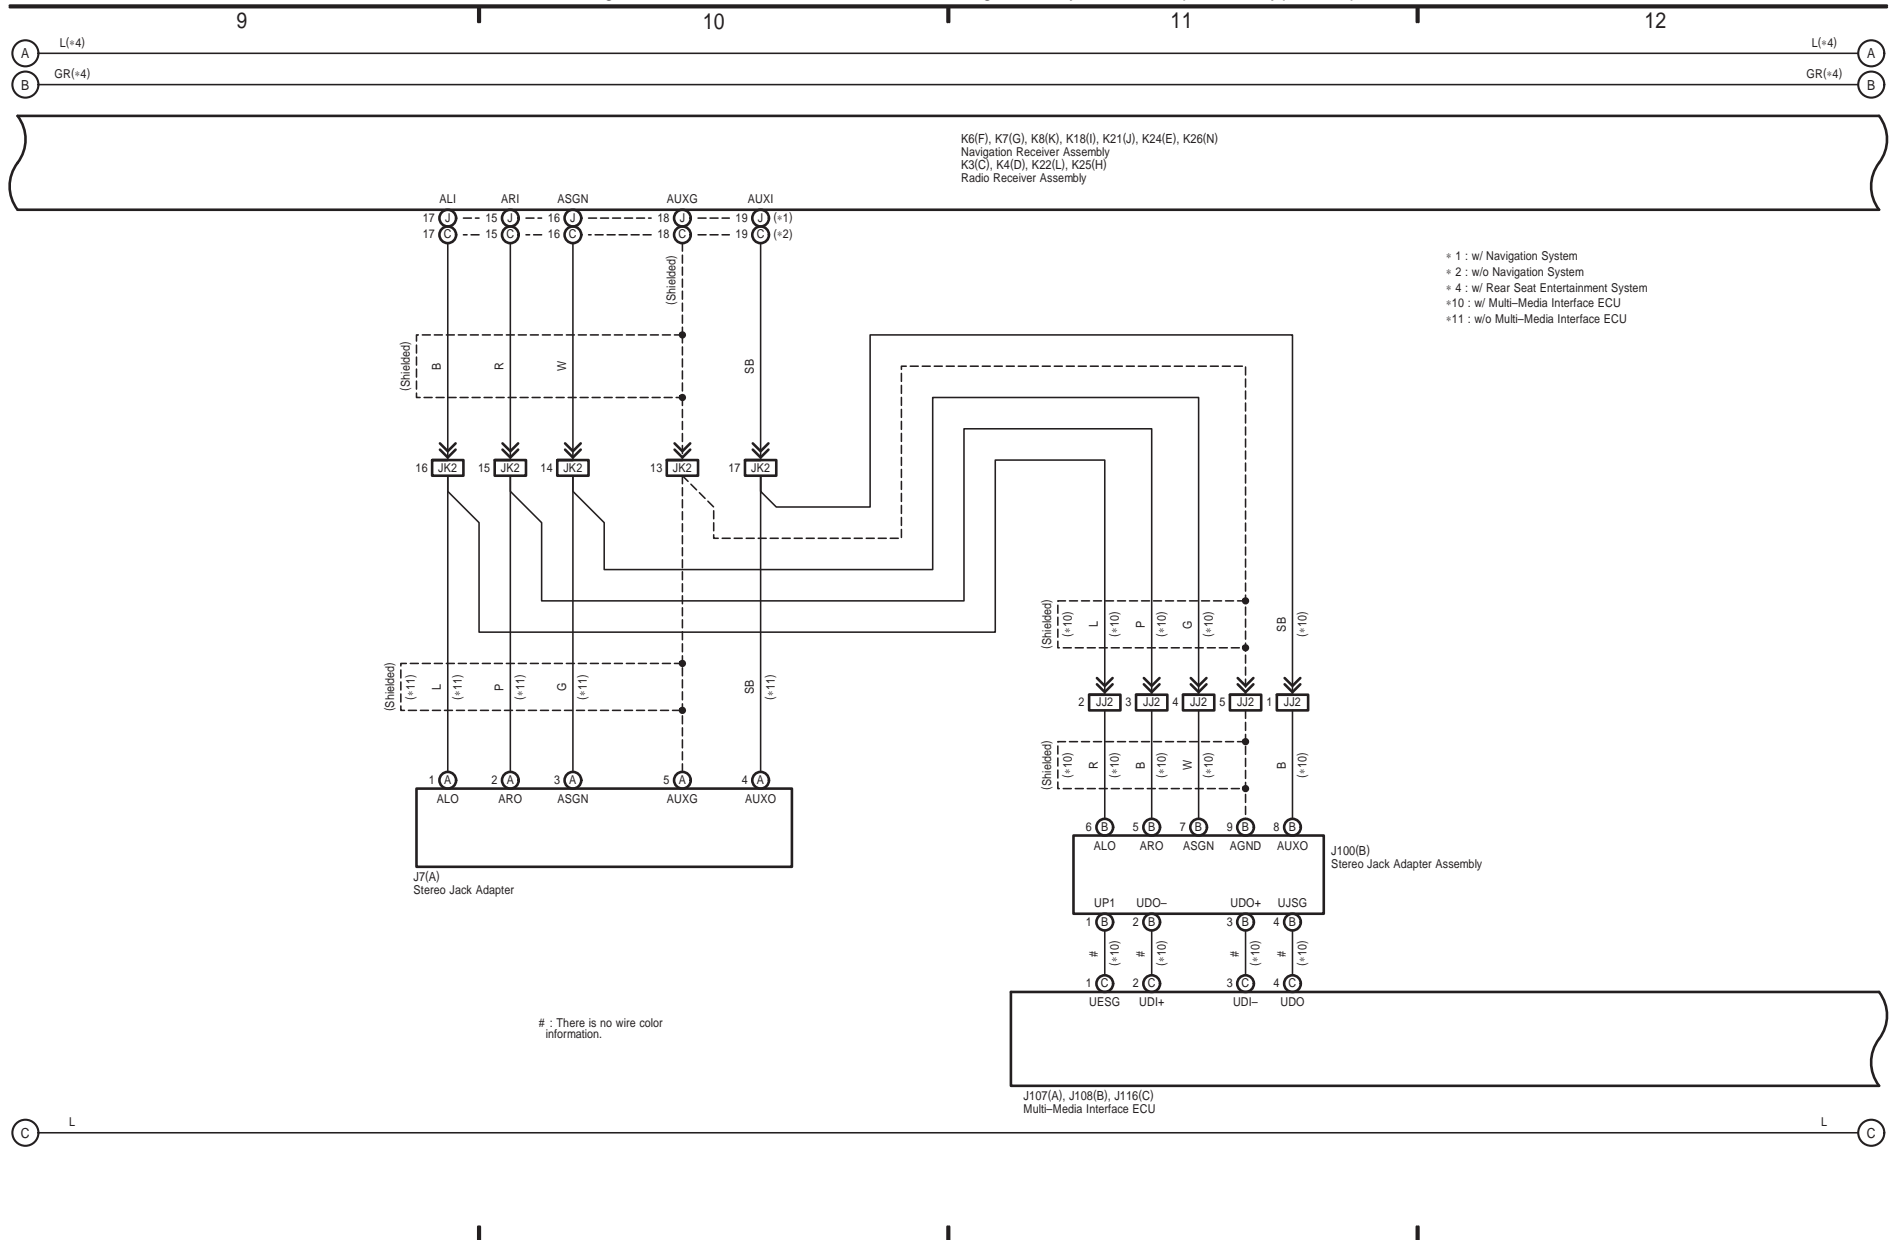 9 10 11 12
L(*4) L(*4)
A A
GR(*4) GR(*4)
B B
K6(F), K7(G), K8(K), K18(I), K21(J), K24(E), K26(N)
Navigation Receiver Assembly
K3(C), K4(D), K22(L), K25(H)
Radio Receiver Assembly
ALI ARI ASGN AUXG AUXI
17 J 15 J 16 J 18 J 19 J (*1)
17 C 15 C 16 C 18 C 19 C (*2)
* 1 : w/ Navigation System
* 2 : w/o Navigation System
* 4 : w/ Rear Seat Entertainment System
*10 : w/ Multi–Media Interface ECU
*11 : w/o Multi–Media Interface ECU
(Shielded)
(Shielded) B R W SB
16 JK2 15 JK2 14 JK2 13 JK2 17 JK2
(Shielded) (*10) L (*10) P (*10) G (*10) SB (*10)
(Shielded) (*11) L (*11) P (*11) G (*11) SB (*11)
2 JJ2 3 JJ2 4 JJ2 5 JJ2 1 JJ2
(Shielded) (*10) R (*10) B (*10) W (*10) B (*10)
1 A 2 A 3 A 5 A 4 A
ALO ARO ASGN AUXG AUXO
J7(A)
Stereo Jack Adapter
6 B 5 B 7 B 9 B 8 B
ALO ARO ASGN AGND AUXO
J100(B)
Stereo Jack Adapter Assembly
UP1 UDO– UDO+ UJSG
1 B 2 B 3 B 4 B
# (*10) # (*10) # (*10) # (*10)
1 C 2 C 3 C 4 C
UESG UDI+ UDI– UDO
# : There is no wire color
information.
J107(A), J108(B), J116(C)
Multi–Media Interface ECU
L L
C C